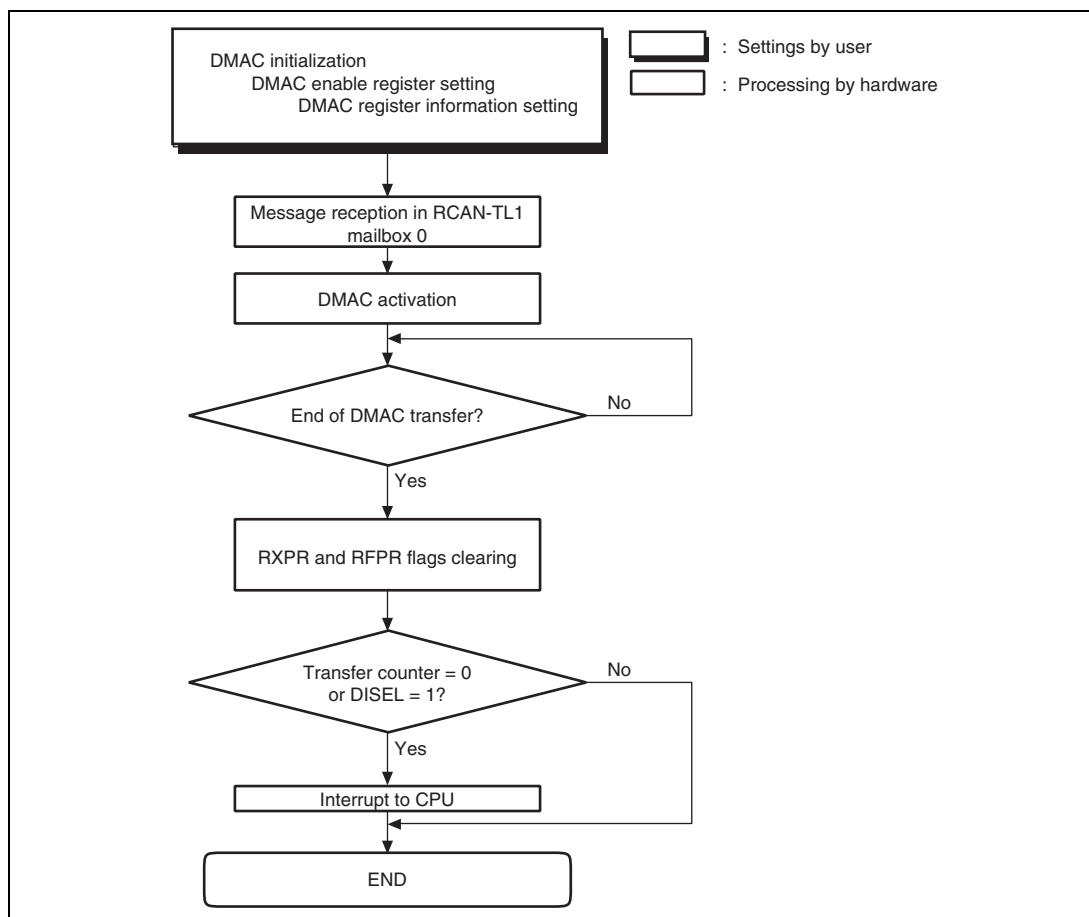 DMAC initialization
DMAC enable register setting
DMAC register information setting
: Settings by user
: Processing by hardware
Message reception in RCAN-TL1
mailbox 0
DMAC activation
End of DMAC transfer?
No
Yes
RXPR and RFPR flags clearing
Transfer counter = 0
or DISEL = 1?
No
Yes
Interrupt to CPU
END